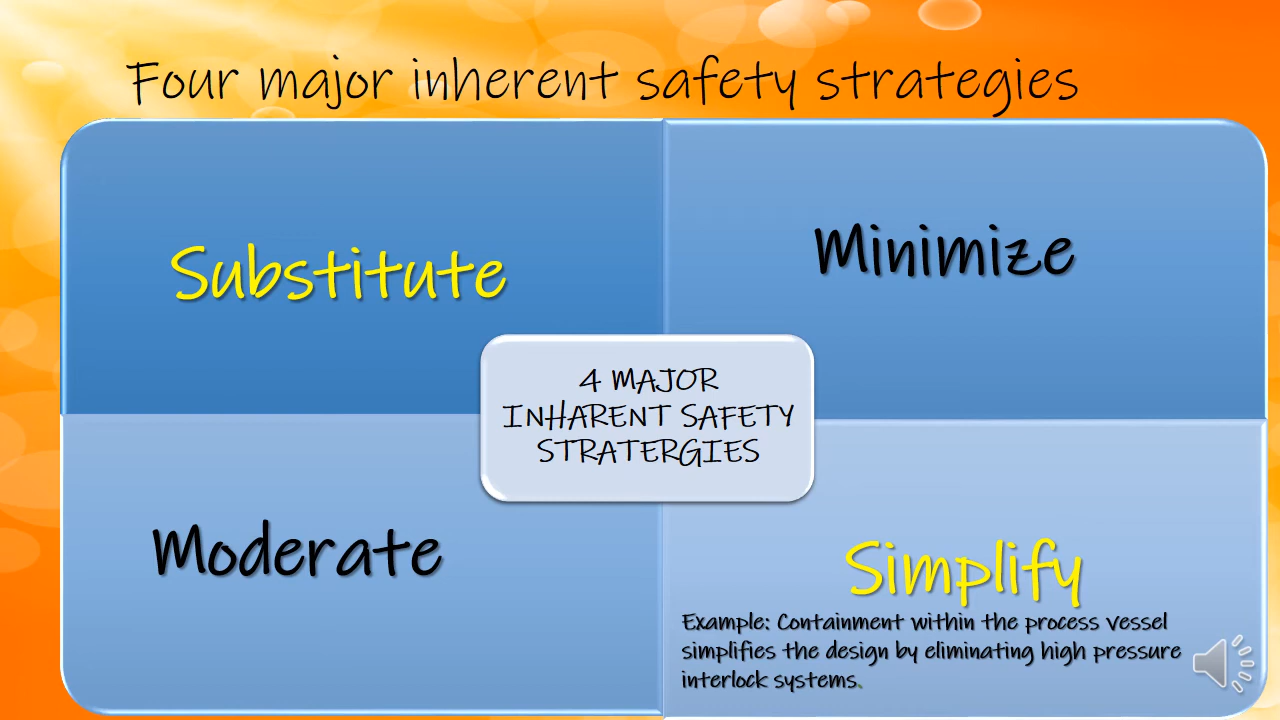 Four major inherent safety strategies
Substitute
Minimize
4 MAJOR
INHARENT SAFETY
STRATERGIES
Moderate
Simplify
Example: Containment within the process vessel
simplifies the design by eliminating high pressure
interlock systems.